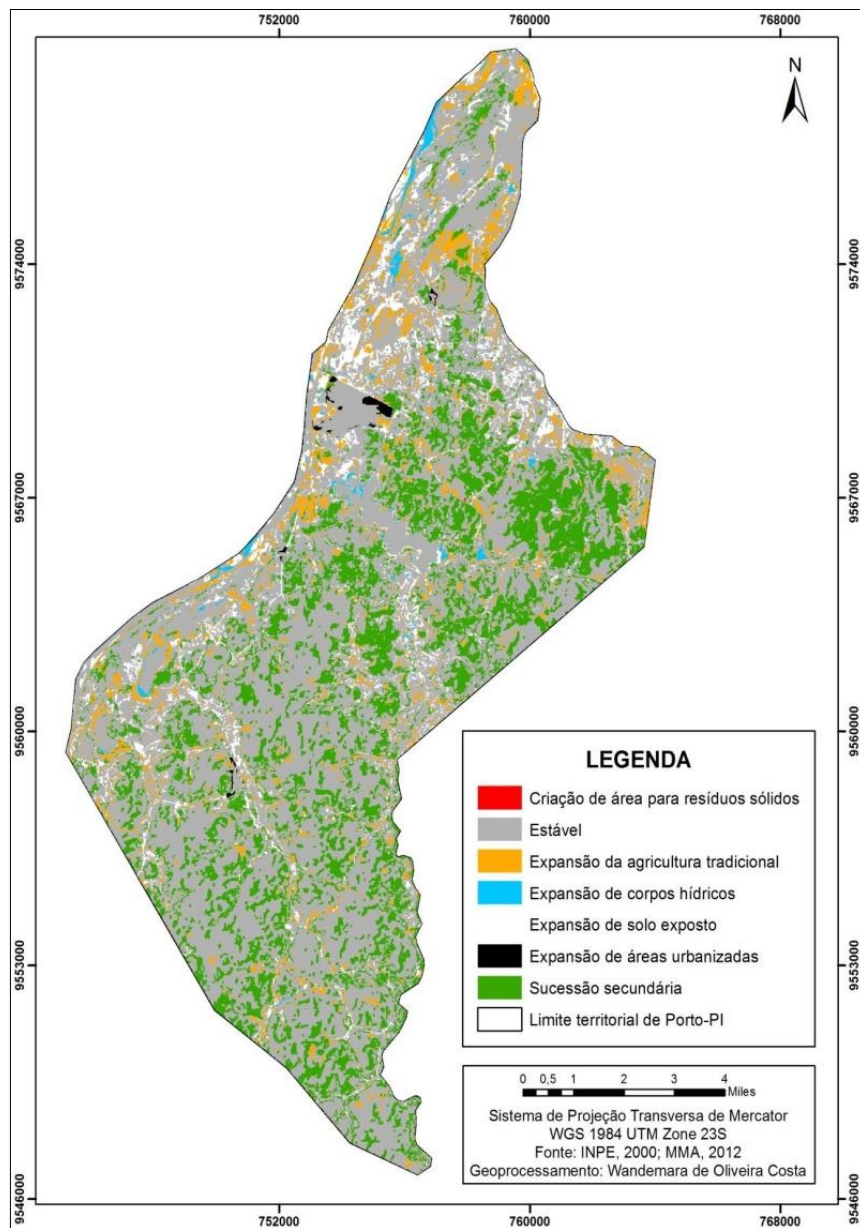 752000 760000 768000
N
9574000 9574000
9567000 9567000
9560000 9560000
LEGENDA
Criação de área para resíduos sólidos
Estável
Expansão da agricultura tradicional
Expansão de corpos hídricos
Expansão de solo exposto
Expansão de áreas urbanizadas
Sucessão secundária
Limite territorial de Porto-PI
9553000 9553000
0 0,5 1 2 3 4
Miles
Sistema de Projeção Transversa de Mercator
WGS 1984 UTM Zone 23S
Fonte: INPE, 2000; MMA, 2012
Geoprocessamento: Wandemara de Oliveira Costa
9546000 9546000
752000 760000 768000